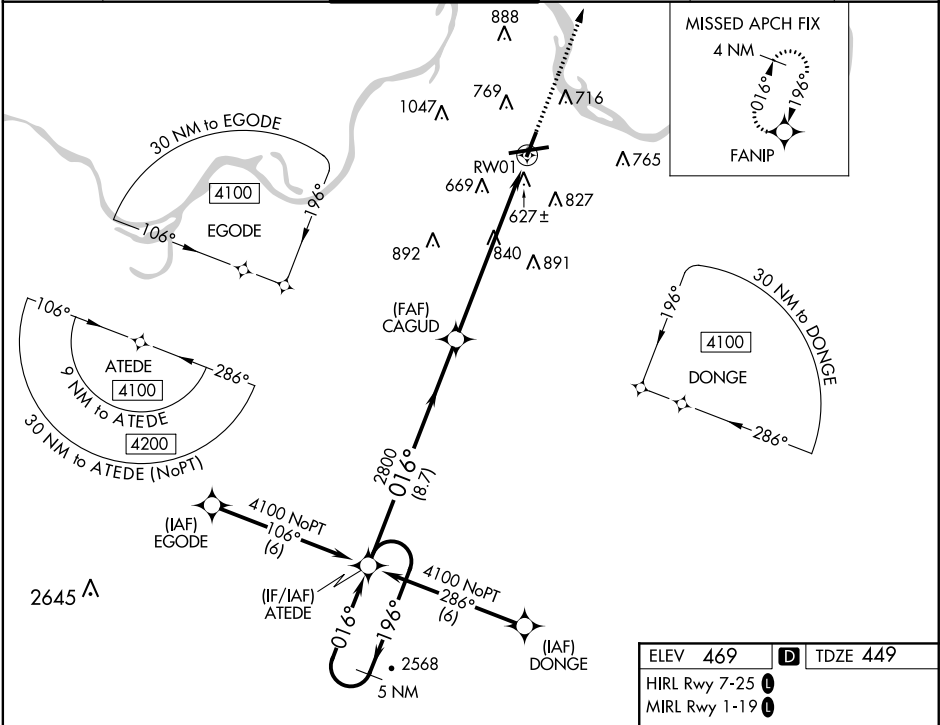 888
MISSED APCH FIX
4 NM
016°
196°
FANIP
769
1047
716
30 NM to EGODE
4100
196°
EGODE
106°
RW01
765
669
627 ±
827
892
840
891
(FAF)
CAGUD
30 NM to DONGE
196°
4100
DONGE
286°
106°
ATEDE
4100
286°
9 NM to ATEDE
4200
30 NM to ATEDE (NoPT)
2800
016°
(8.7)
4100 NoPT
106°
(6)
(IAF)
EGODE
2645
(IF/IAF)
ATEDE
4100 NoPT
286°
(6)
016°
196°
2568
5 NM
(IAF)
DONGE
ELEV 469 D TDZE 449
HIRL Rwy 7-25 L
MIRL Rwy 1-19 L